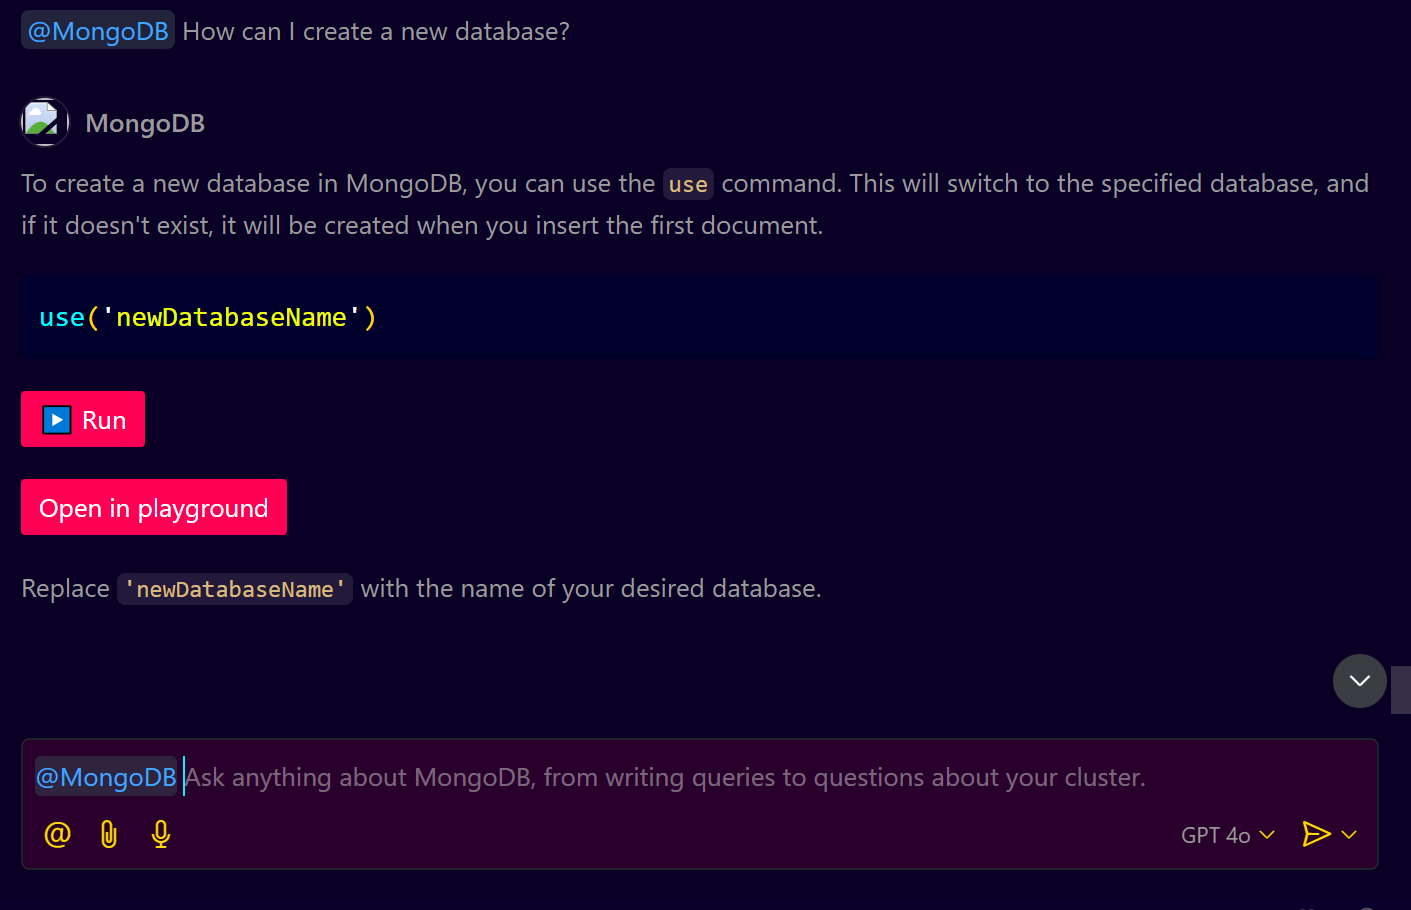 @MongoDB How can I create a new database?
MongoDB
To create a new database in MongoDB, you can use the use command. This will switch to the specified database, and
if it doesn't exist, it will be created when you insert the first document.
use('newDatabaseName')
Run
Open in playground
Replace 'newDatabaseName' with the name of your desired database.
@MongoDB Ask anything about MongoDB, from writing queries to questions about your cluster.
@ GPT 4o